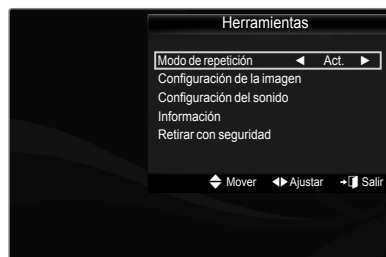 Herramientas
Modo de repetición ◀ Act. ▶
Configuración de la imagen
Configuración del sonido
Información
Retirar con seguridad
Mover Ajustar Salir